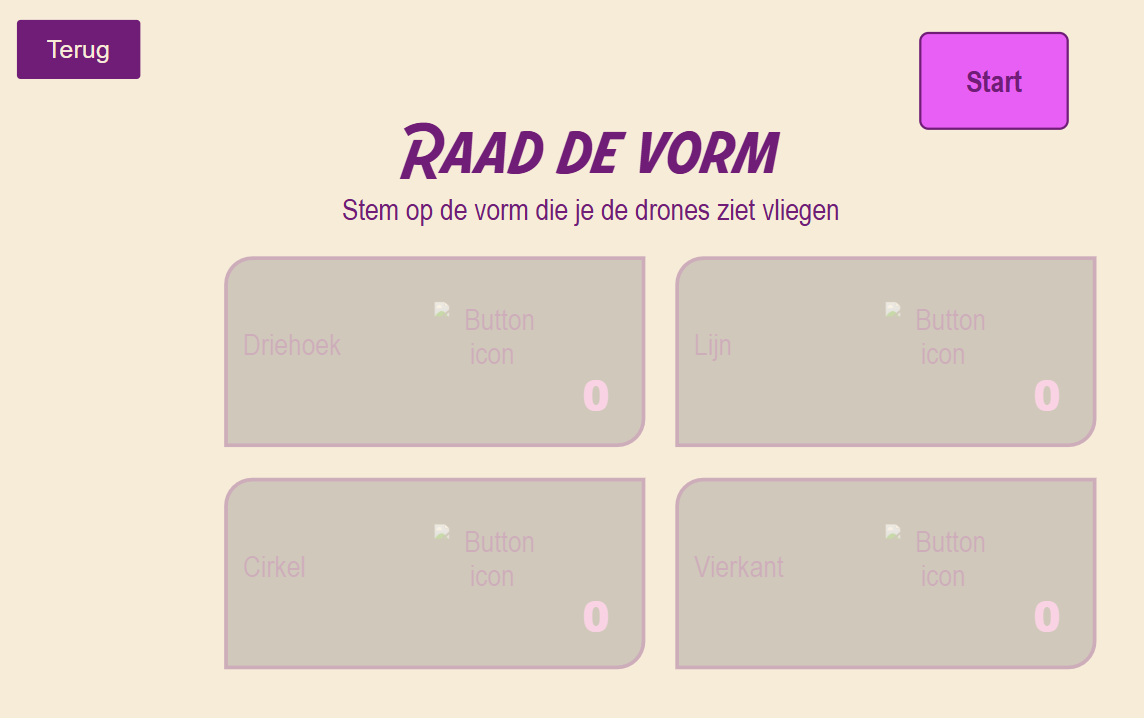 Terug
Start
Raad de vorm
Stem op de vorm die je de drones ziet vliegen
Driehoek
Button
icon
0
Lijn
Button
icon
0
Cirkel
Button
icon
0
Vierkant
Button
icon
0